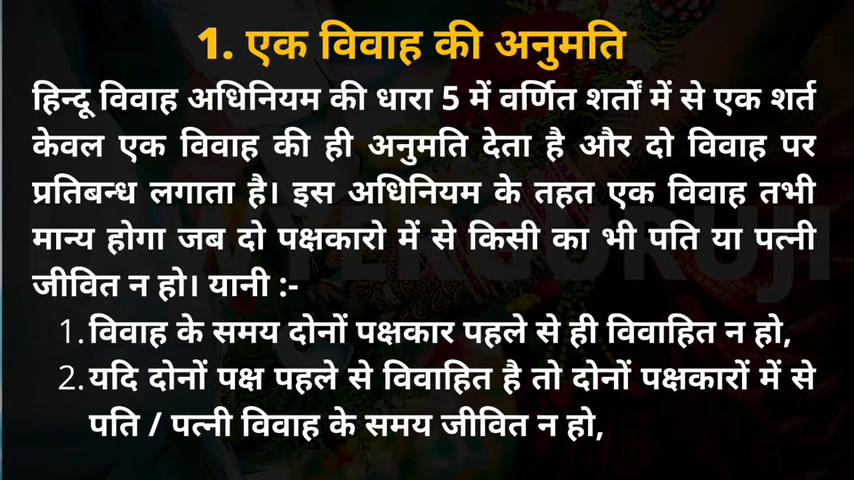 1. एक विवाह की अनुमति
हिन्दू विवाह अधिनियम की धारा 5 में वर्णित शर्तों में से एक शर्त
केवल एक विवाह की ही अनुमति देता है और दो विवाह पर
प्रतिबन्ध लगाता है। इस अधिनियम के तहत एक विवाह तभी
मान्य होगा जब दो पक्षकारो में से किसी का भी पति या पत्नी
जीवित न हो। यानी :-
1. विवाह के समय दोनों पक्षकार पहले से ही विवाहित न हो,
2. यदि दोनों पक्ष पहले से विवाहित है तो दोनों पक्षकारों में से
पति / पत्नी विवाह के समय जीवित न हो,